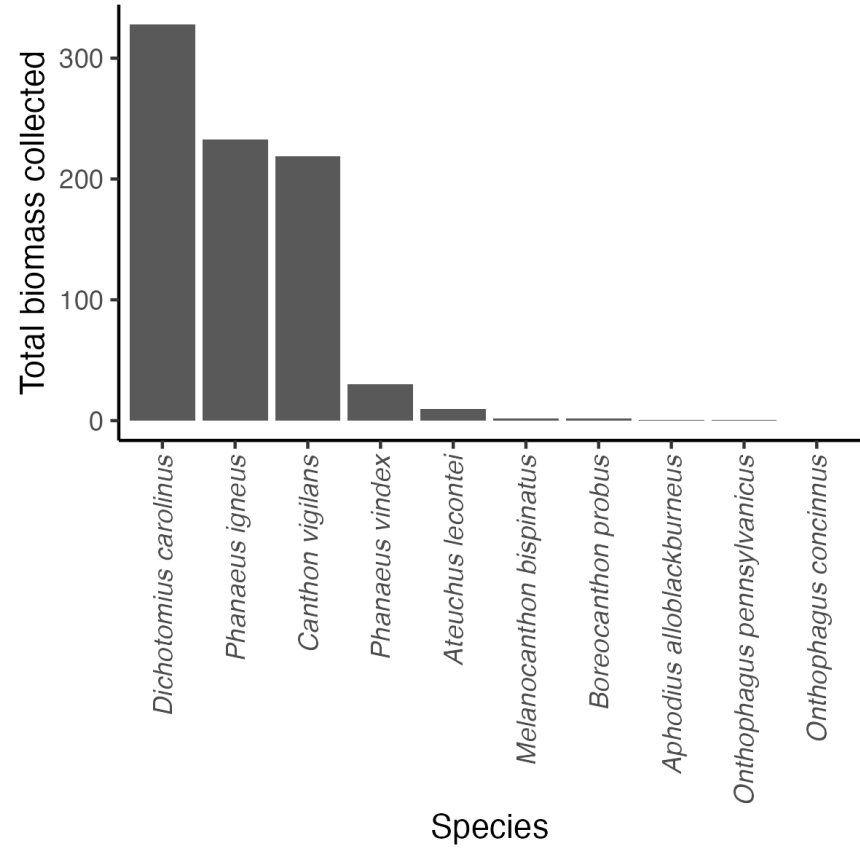 Total biomass collected
300
200
100
0
Dichotomius carolinus
Phanaeus igneus
Canthon vigilans
Phanaeus vindex
Ateuchus lecontei
Melanocanthon bispinatus
Boreocanthon probus
Aphodius alloblackburneus
Onthophagus pennsylvanicus
Onthophagus concinnus
Species